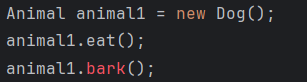 Animal animal1 = new Dog();
animal1.eat();
animal1.bark();